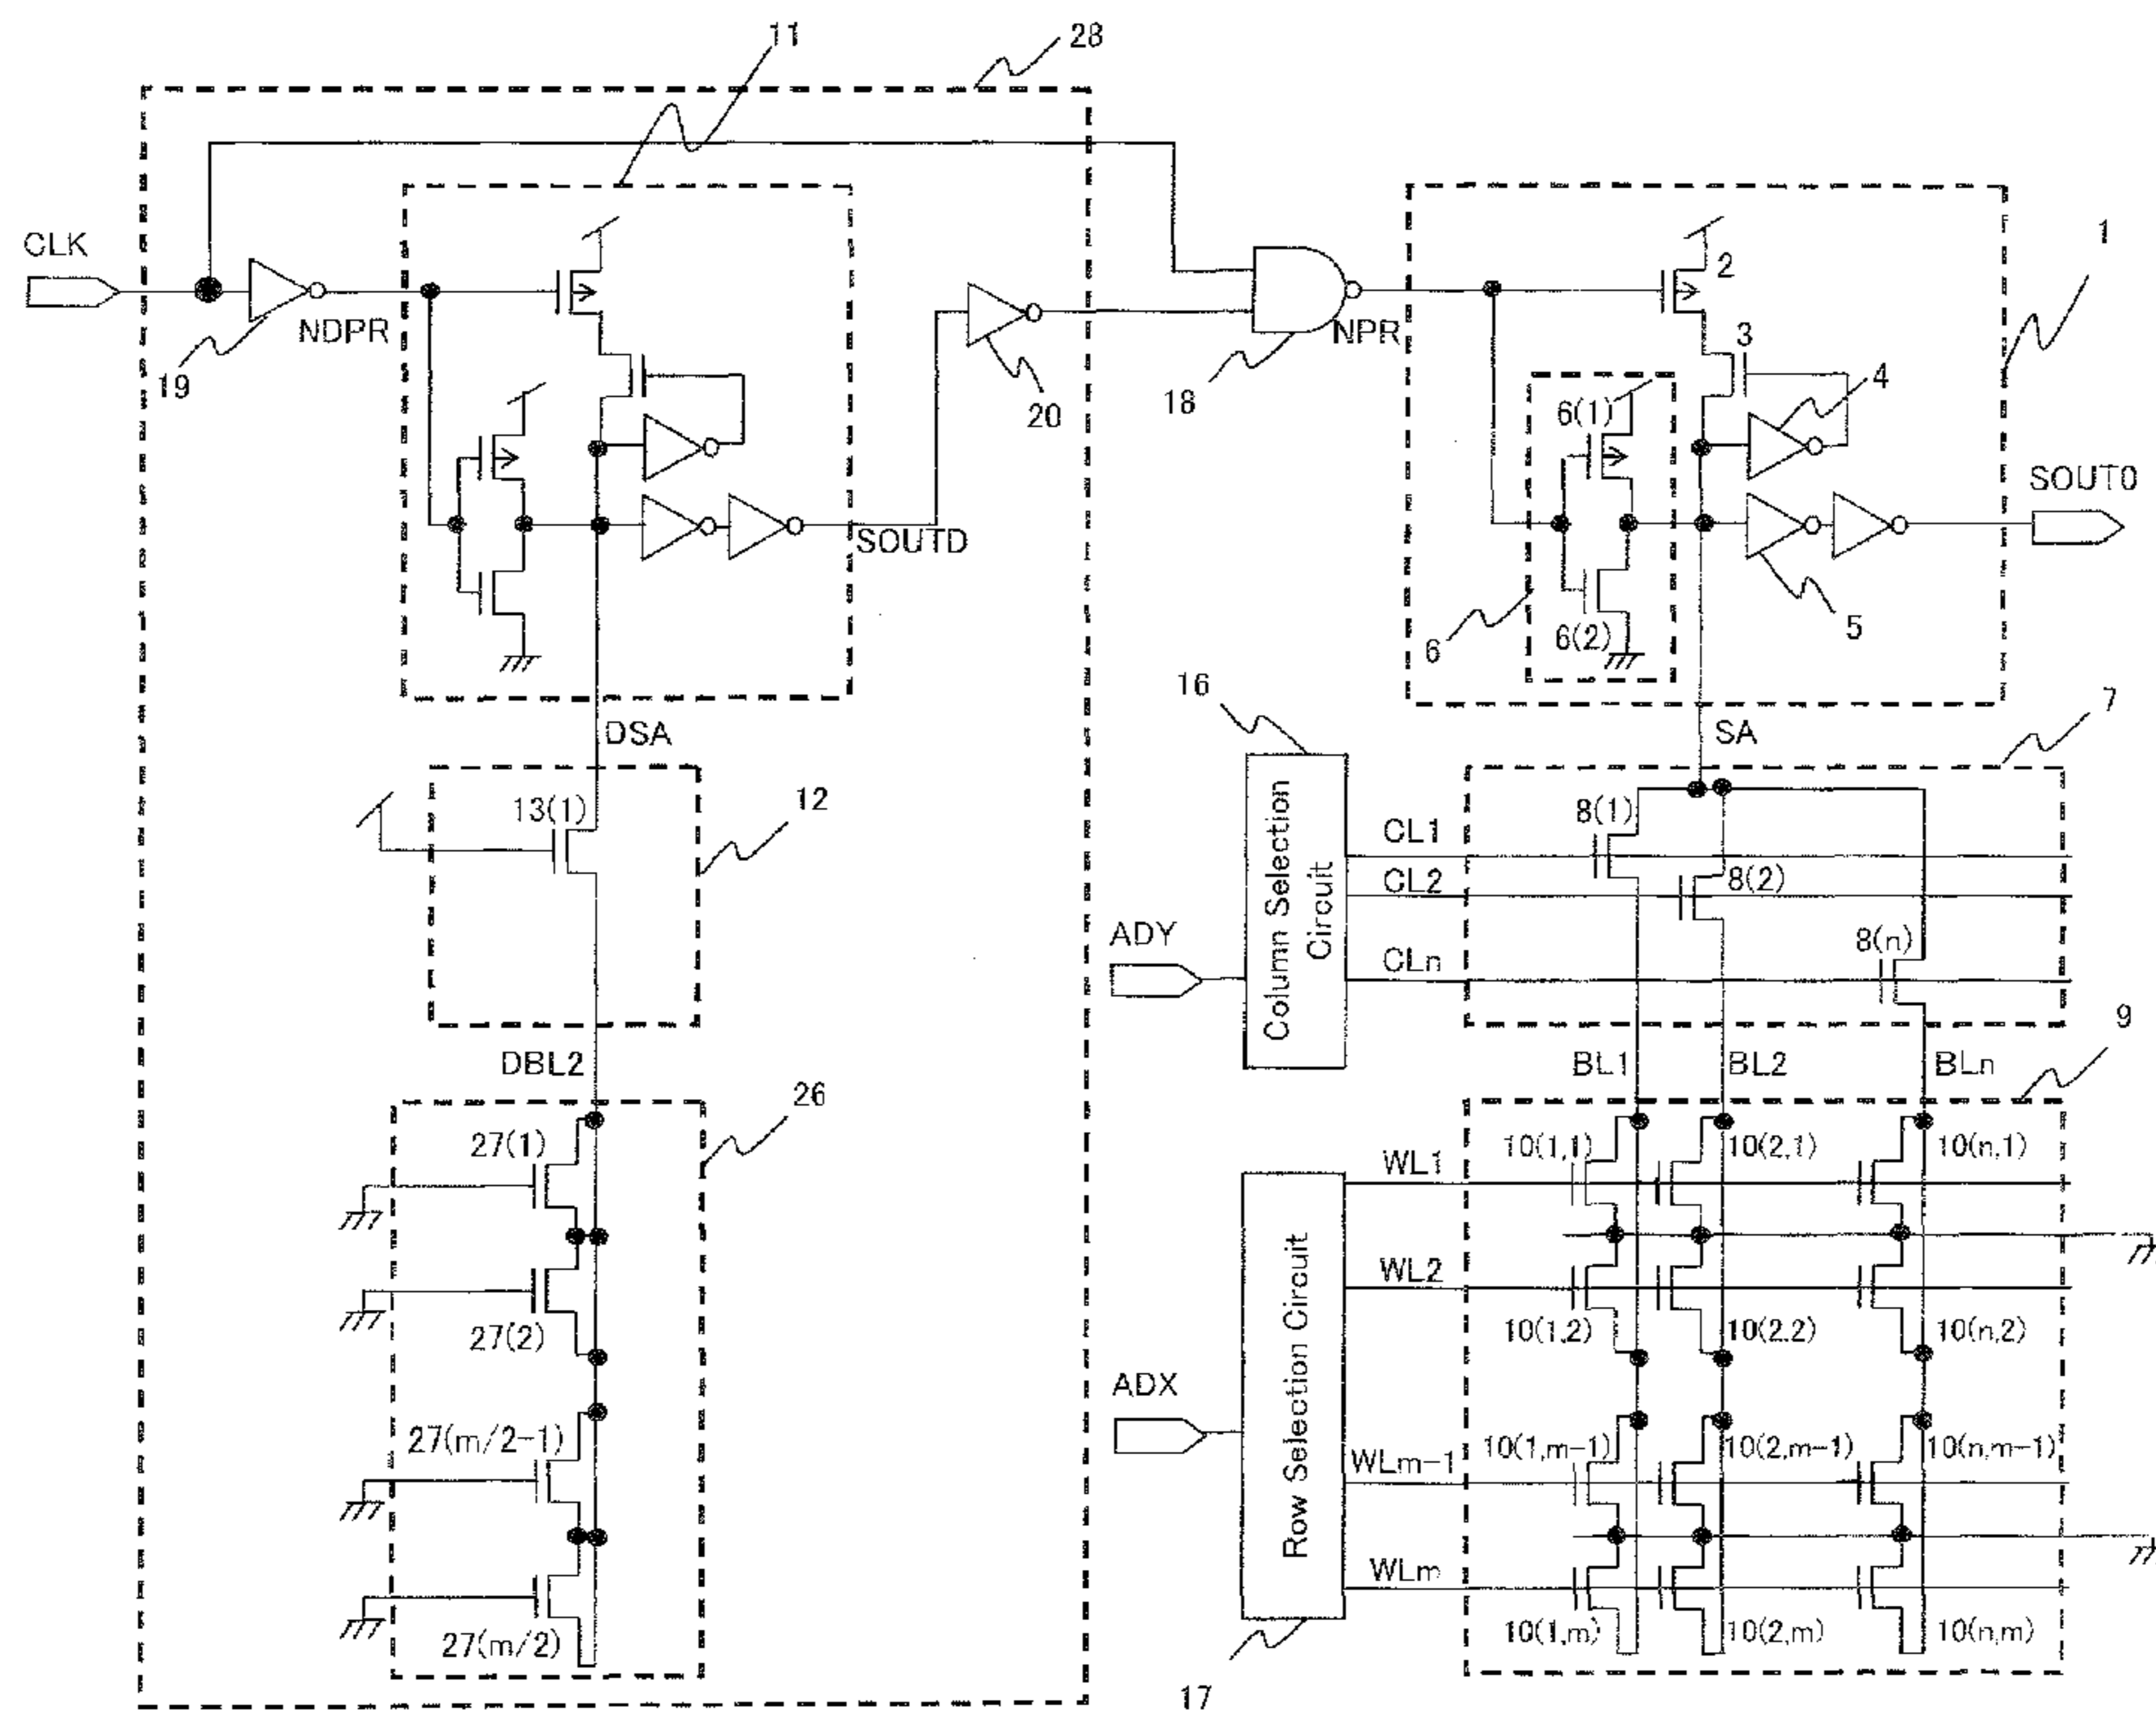 11
28
CLK
NDPR
19
20
18
NPR
1
2
3
4
6(1)
6(2)
6
5
SOUT0
SOUTD
DSA
13(1)
12
DBL2
26
27(1)
27(2)
27(m/2-1)
27(m/2)
16
Column Selection
Circuit
ADY
CL1
CL2
CLn
SA
7
8(1)
8(2)
8(n)
BL1
BL2
BLn
9
ADX
Row Selection Circuit
17
WL1
WL2
WLm-1
WLm
10(1,1)
10(2,1)
10(n,1)
10(1,2)
10(2,2)
10(n,2)
10(1,m-1)
10(2,m-1)
10(n,m-1)
10(1,m)
10(2,m)
10(n,m)